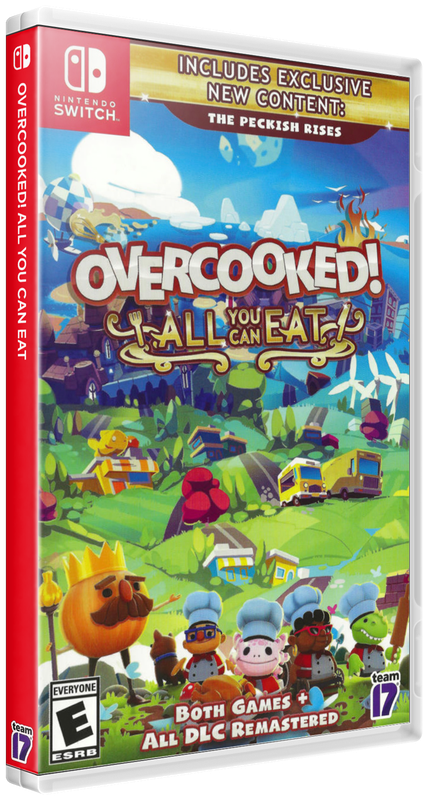 NINTENDO
SWITCH™
INCLUDES EXCLUSIVE
NEW CONTENT:
THE PECKISH RISES
OVERCOOKED! ALL YOU CAN EAT
OVERCOOKED!
ALL YOU CAN EAT!
EVERYONE
E
ESRB
BOTH GAMES +
ALL DLC REMASTERED
team
17
team
17